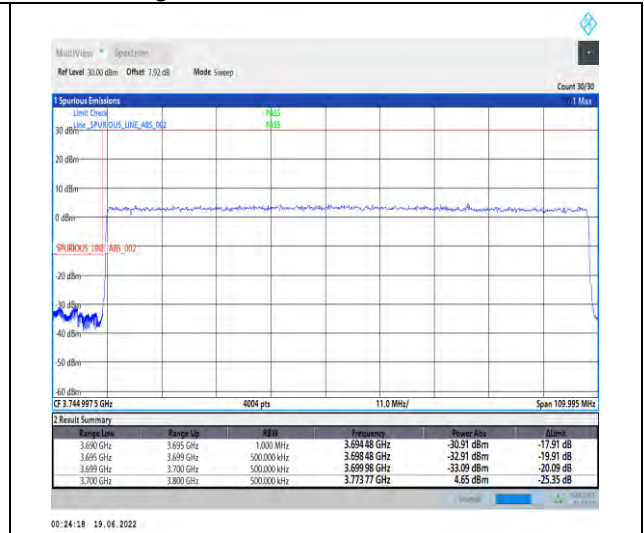 MultiView Spectrum
Ref Level 30.00 dBm Offset 7.92 dB Mode Sweep
Count 30/30
1 Spurious Emissions 1 Max
Limit Check PASS
Line _SPURIOUS_LINE_ABS_002 PASS
30 dBm
20 dBm
10 dBm
0 dBm
_SPURIOUS_LINE_ABS_002
-20 dBm
-30 dBm
-40 dBm
-50 dBm
-60 dBm
CF 3.744 997 5 GHz 4004 pts 11.0 MHz/ Span 109.995 MHz
2 Result Summary
Range Low Range Up RBW Frequency Power Abs ΔLimit
3.690 GHz 3.695 GHz 1.000 MHz 3.694 48 GHz -30.91 dBm -17.91 dB
3.695 GHz 3.699 GHz 500.000 kHz 3.698 48 GHz -32.91 dBm -19.91 dB
3.699 GHz 3.700 GHz 500.000 kHz 3.699 98 GHz -33.09 dBm -20.09 dB
3.700 GHz 3.800 GHz 500.000 kHz 3.773 77 GHz 4.65 dBm -25.35 dB
00:24:18 19.06.2022